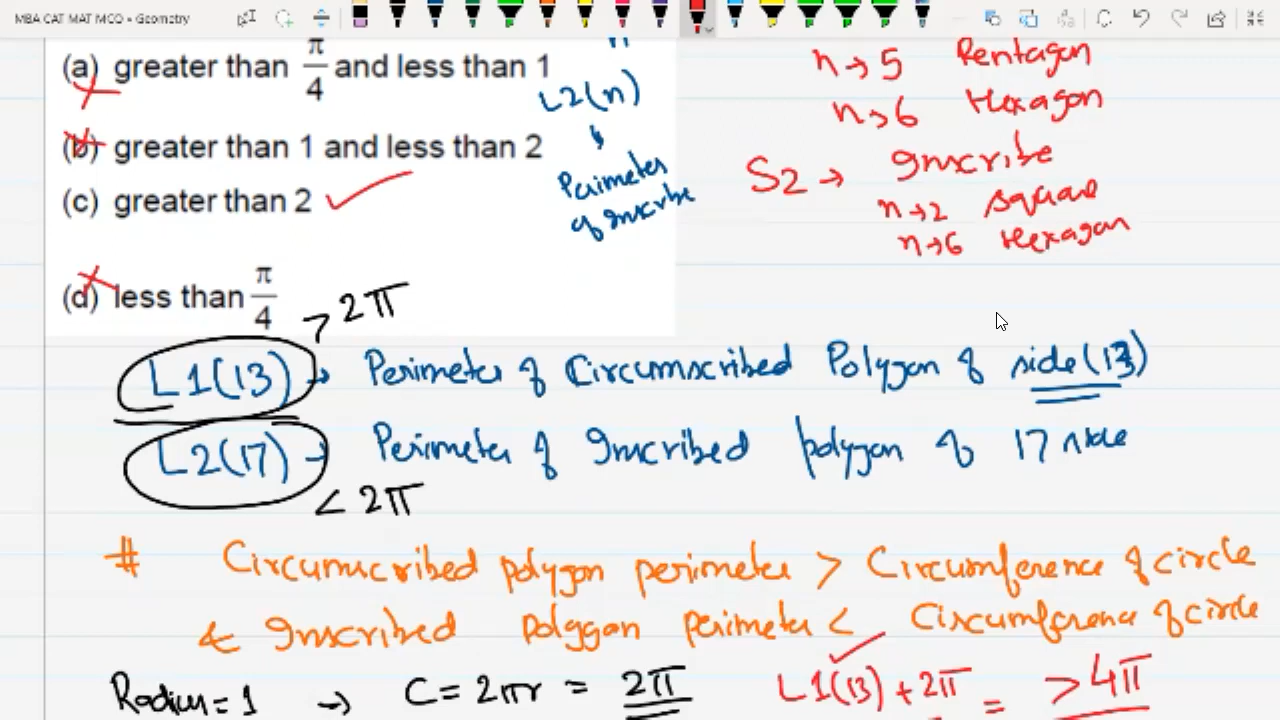 MBA CAT MAT MCQ = Geometry
(a) greater than π/4 and less than 1
(b) greater than 1 and less than 2
(c) greater than 2
(d) less than π/4
n
L2(n)
Perimeter
of Inscribe
n→5 Pentagon
n→6 Hexagon
S2→ Inscribe
n→2 square
n→6 Hexagon
> 2π
L1(13) → Perimeter of Circumscribed Polygon of side(13)
L2(17) → Perimeter of Inscribed polygon of 17 side
< 2π
# Circumscribed polygon perimeter > Circumference of circle
& Inscribed polygon perimeter < Circumference of circle
Radius = 1 → C = 2πr = 2π
L1(13) + 2π = > 4π